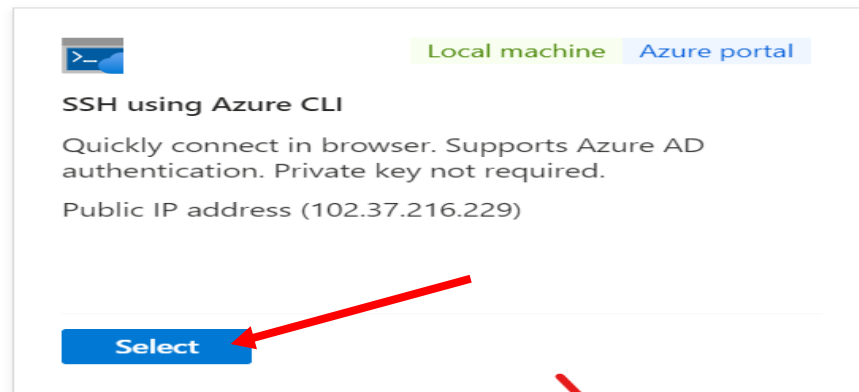 Local machine Azure portal
SSH using Azure CLI
Quickly connect in browser. Supports Azure AD
authentication. Private key not required.
Public IP address (102.37.216.229)
Select